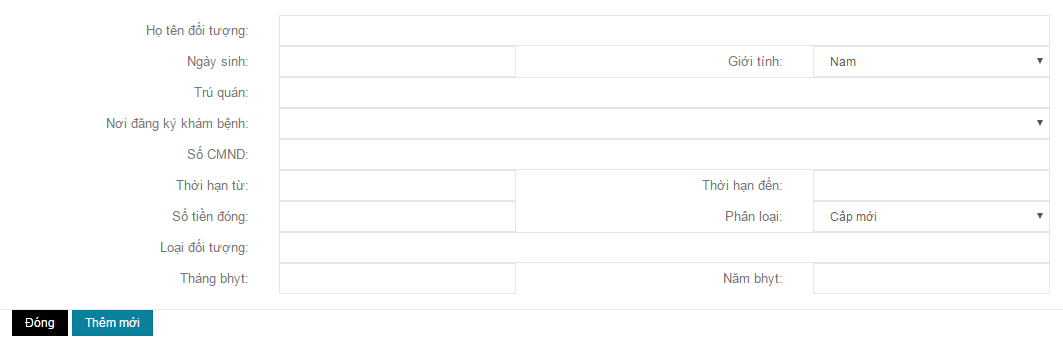 Họ tên đối tượng:
Ngày sinh: Giới tính: Nam
Trú quán:
Nơi đăng ký khám bệnh:
Số CMND:
Thời hạn từ: Thời hạn đến:
Số tiền đóng: Phân loại: Cấp mới
Loại đối tượng:
Tháng bhyt: Năm bhyt:
Đóng Thêm mới